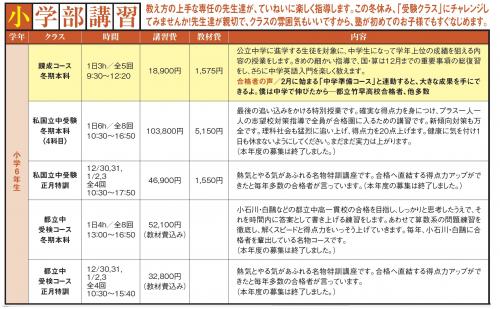 小学部講習
教え方の上手な専任の先生達が、ていねいに楽しく指導します。この冬休み、「受験クラス」にチャレンジし
てみませんか!先生達が親切で、クラスの雰囲気もいいですから、塾が初めてのお子様でもすぐなじめます。
学年 クラス 時間 講習費 教材費 内容
小学6年生
錬成コース
冬期本科
1日3h/全5回
9:30〜12:20
18,900円
1,575円
公立中学に進学する生徒を対象に、中学生になって学年上位の成績を狙える内
容の授業をします。きめの細かい指導で、国・算は12月までの重要事項の総復習
をし、さらに中学英語入門を楽しく教えます。
合格者の声/2月に始まる「中学準備コース」と連動すると、大きな成果を手にで
きるよ。僕は中学で伸びたから―都立竹早高校合格者、他多数
私国立中受験
冬期本科
(4科目)
1日6h/全8回
10:30〜16:50
103,800円
5,150円
最後の追い込みをかける特別授業です。確実な得点力を身につけ、プラス一人一
人の志望校対策指導で全員が合格圏に入るための講習です。新傾向対策も万
全です。理科社会も猛烈に追い上げ、得点力を20点上げます。健康に気を付け1
日も休まないようにしてください。まだまだ実力は上がります。
(本年度の募集は終了しました。)
私国立中受験
正月特訓
12/30,31,
1/2,3
全4回
10:30〜17:50
46,900円
1,550円
熱気とやる気があふれる名物特訓講座です。合格へ直結する得点力アップがで
きたと毎年多数の合格者が言っています。(本年度の募集は終了しました。)
都立中
受検コース
冬期本科
1日4h/全8回
13:00〜16:50
52,100円
(教材費込み)
小石川・白鷗などの都立中高一貫校の合格を目指し、しっかりと思考したうえで、そ
れを時間内に答案として書き上げる練習をします。あわせて算数系の問題練習を
徹底し、解くスピードと得点力をいっそう上げていきます。毎年、小石川・白鷗に合格
者を輩出している名物コースです。
(本年度の募集は終了しました。)
都立中
受検コース
正月特訓
12/30,31,
1/2,3
全4回
10:30〜15:40
32,800円
(教材費込み)
熱気とやる気があふれる名物特訓講座です。合格へ直結する得点力アップがで
きたと毎年多数の合格者が言っています。
(本年度の募集は終了しました。)